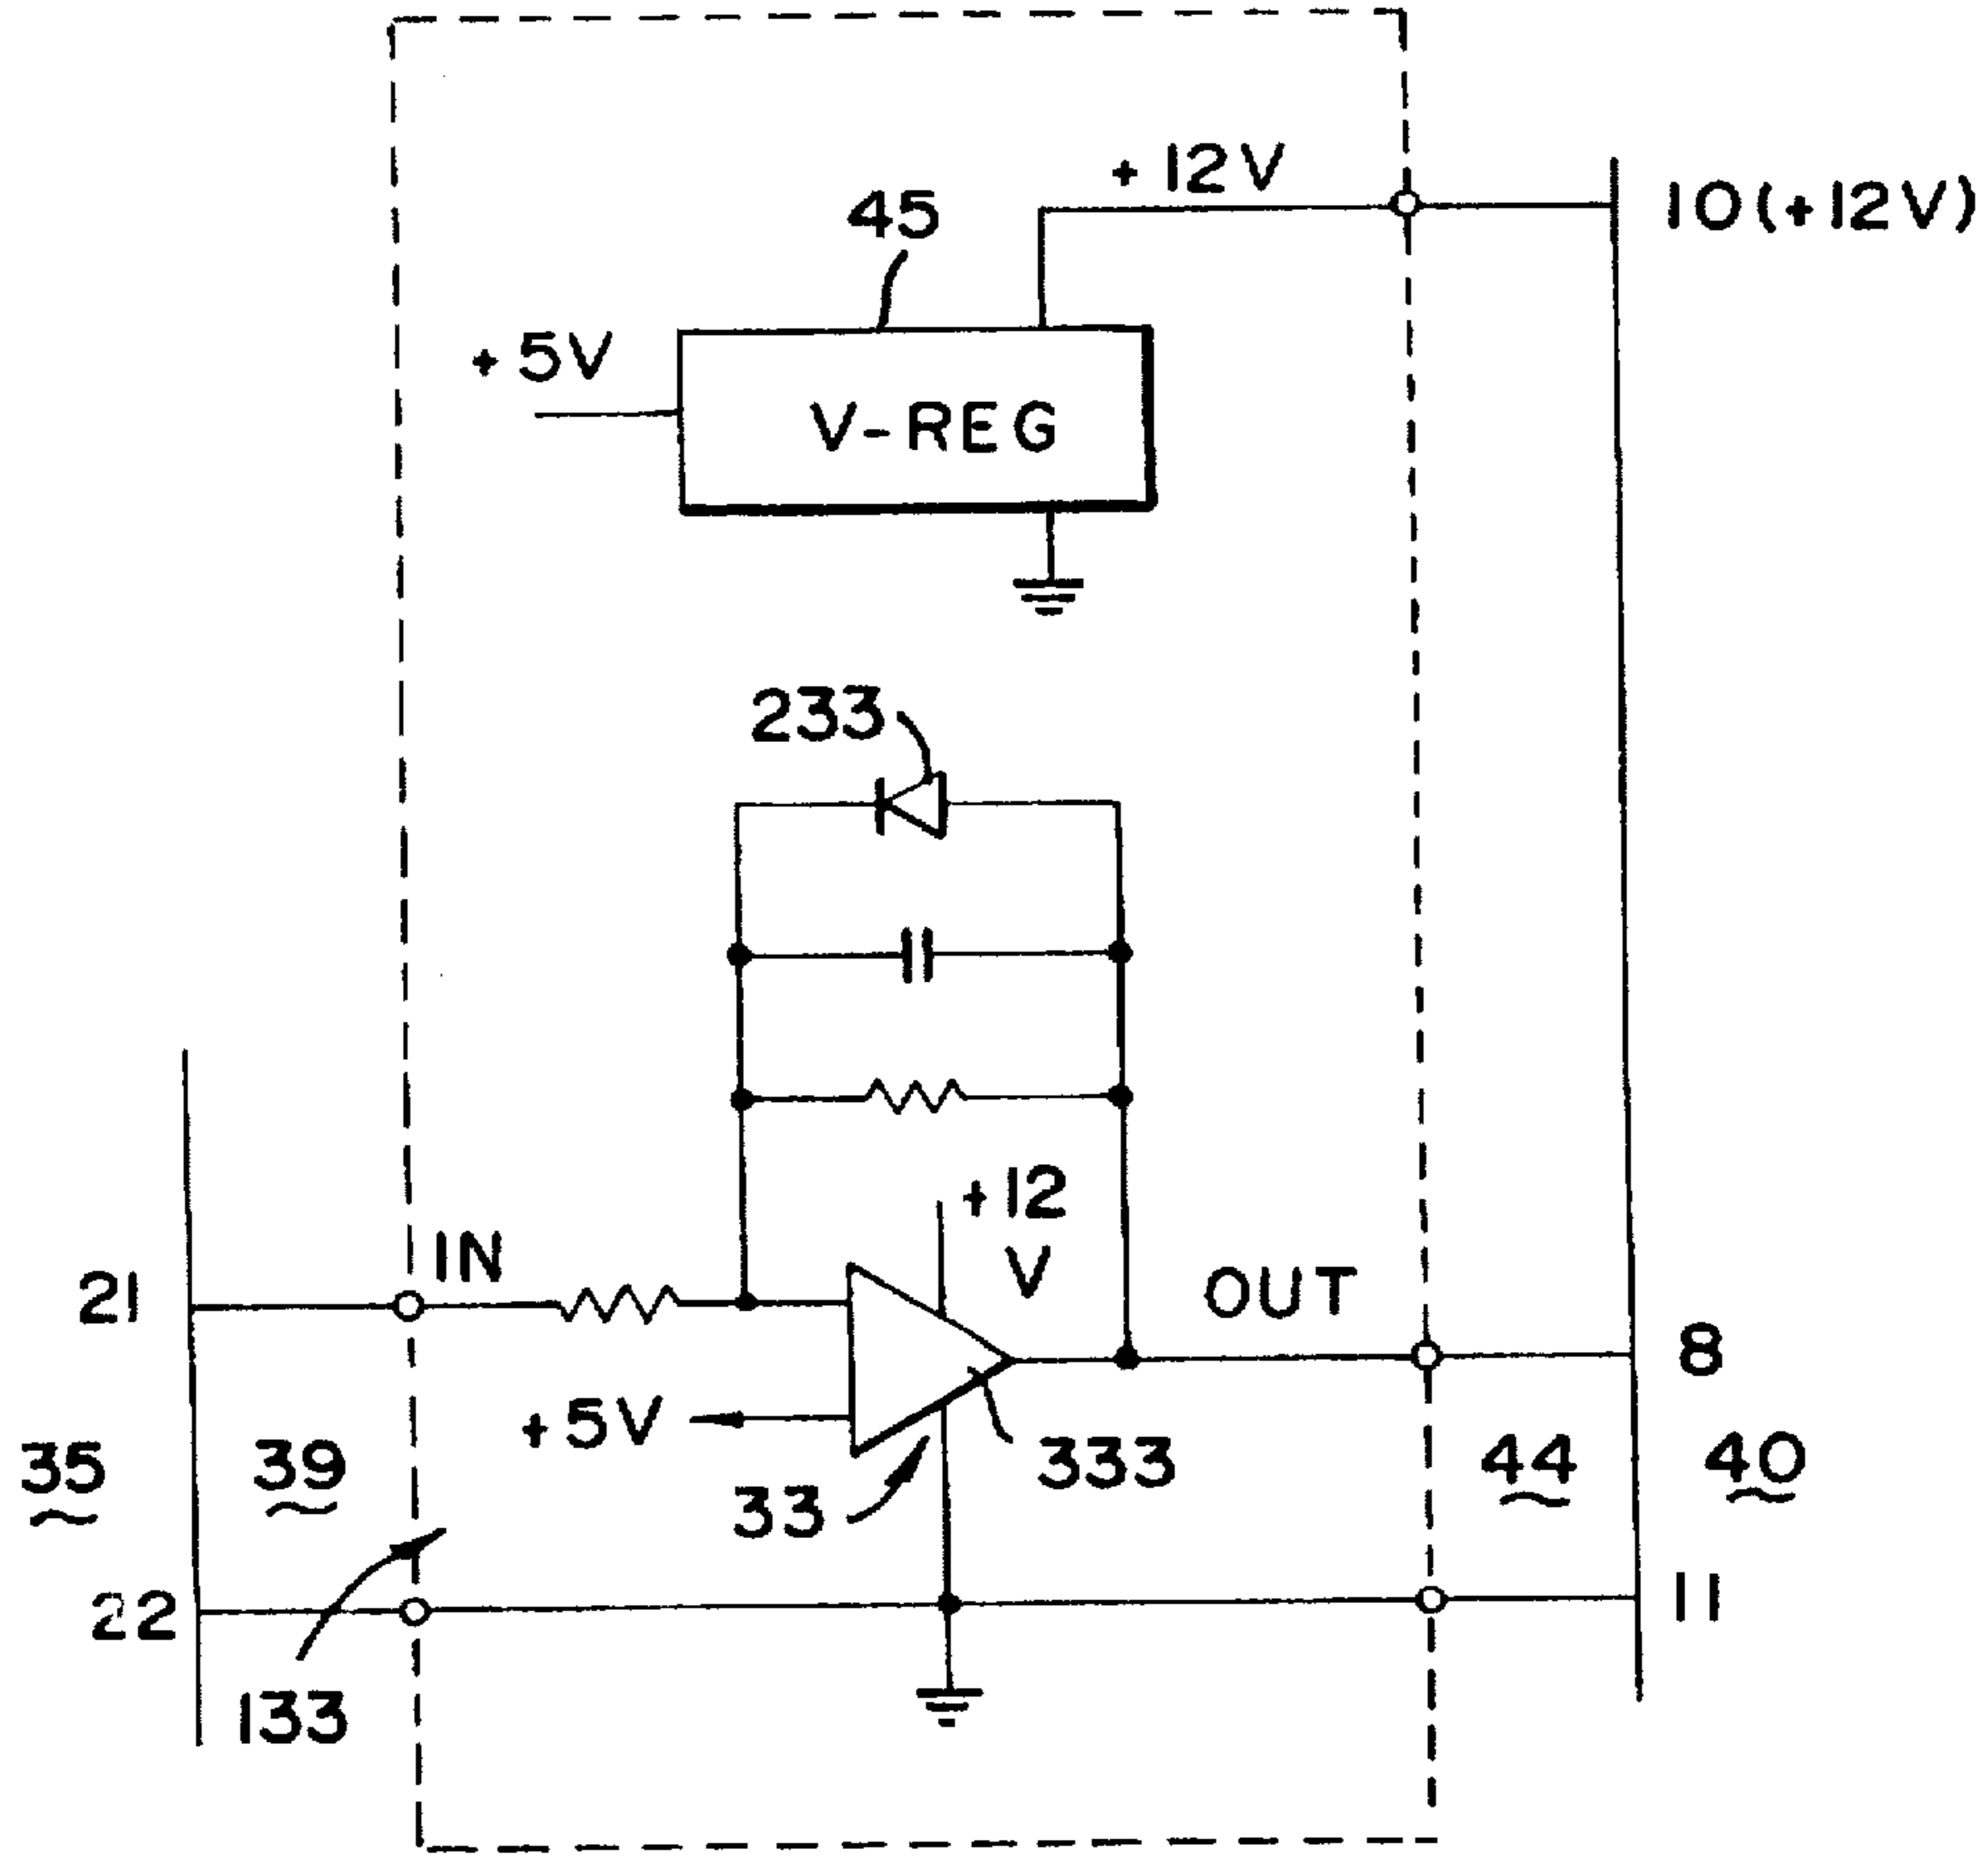 +12V
10(+12V)
45
+5V
V-REG
233
+12
V
IN
21
OUT
8
+5V
333
35
39
33
44
40
22
11
133